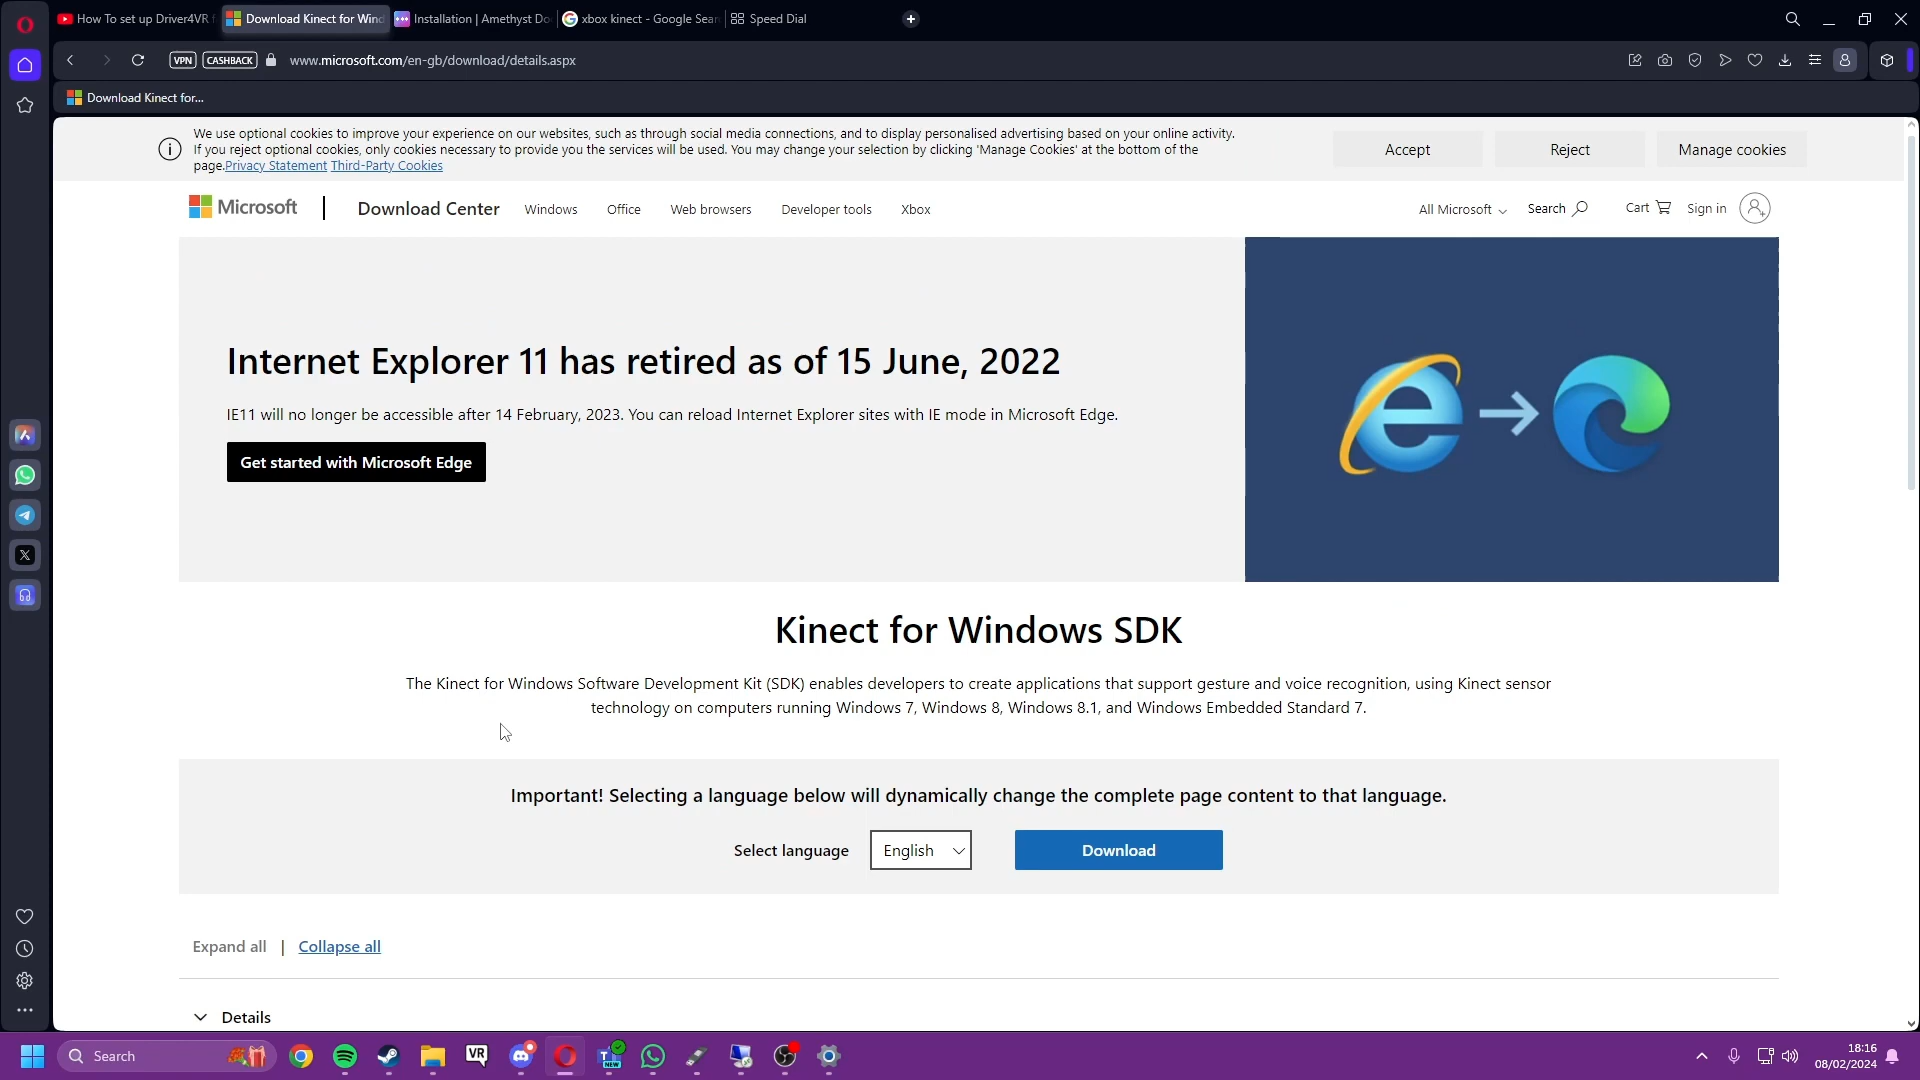 How To set up Driver4VR f
Download Kinect for Wind
Installation | Amethyst Do
xbox kinect - Google Sear
Speed Dial
VPN
CASHBACK
www.microsoft.com/en-gb/download/details.aspx
Download Kinect for...
We use optional cookies to improve your experience on our websites, such as through social media connections, and to display personalised advertising based on your online activity.
If you reject optional cookies, only cookies necessary to provide you the services will be used. You may change your selection by clicking 'Manage Cookies' at the bottom of the
page.Privacy Statement Third-Party Cookies
Accept
Reject
Manage cookies
Microsoft
Download Center
Windows
Office
Web browsers
Developer tools
Xbox
All Microsoft
Search
Cart
Sign in
Internet Explorer 11 has retired as of 15 June, 2022
IE11 will no longer be accessible after 14 February, 2023. You can reload Internet Explorer sites with IE mode in Microsoft Edge.
Get started with Microsoft Edge
Kinect for Windows SDK
The Kinect for Windows Software Development Kit (SDK) enables developers to create applications that support gesture and voice recognition, using Kinect sensor
technology on computers running Windows 7, Windows 8, Windows 8.1, and Windows Embedded Standard 7.
Important! Selecting a language below will dynamically change the complete page content to that language.
Select language
English
Download
Expand all | Collapse all
Details
Search
VR
NEW
18:16
08/02/2024